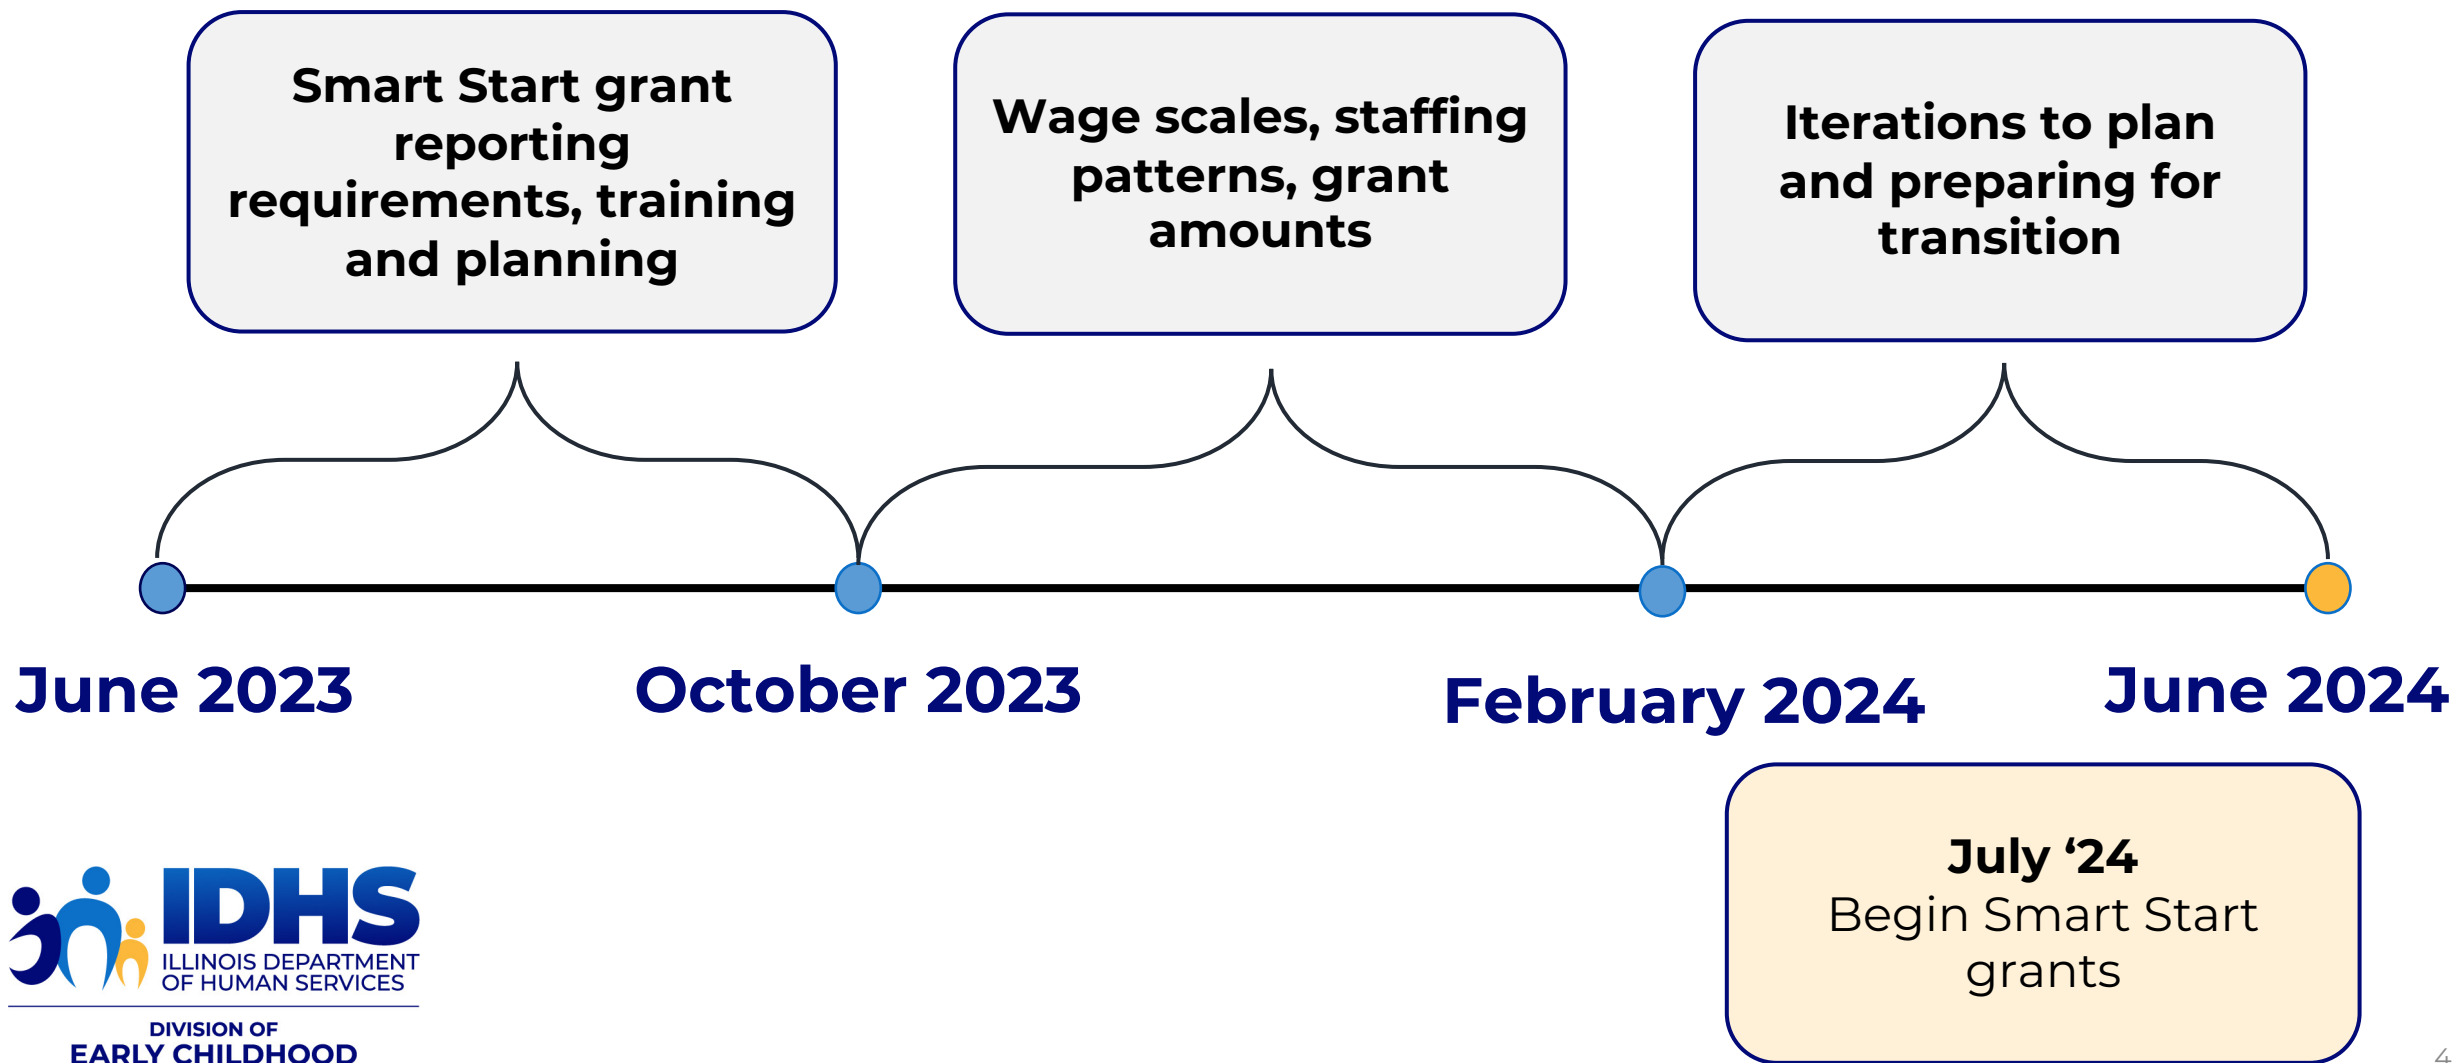 Smart Start grant
reporting
requirements, training
and planning
Wage scales, staffing
patterns, grant
amounts
Iterations to plan
and preparing for
transition
June 2023
October 2023
February 2024
June 2024
July ‘24
Begin Smart Start
grants
IDHS
ILLINOIS DEPARTMENT
OF HUMAN SERVICES
DIVISION OF
EARLY CHILDHOOD
4